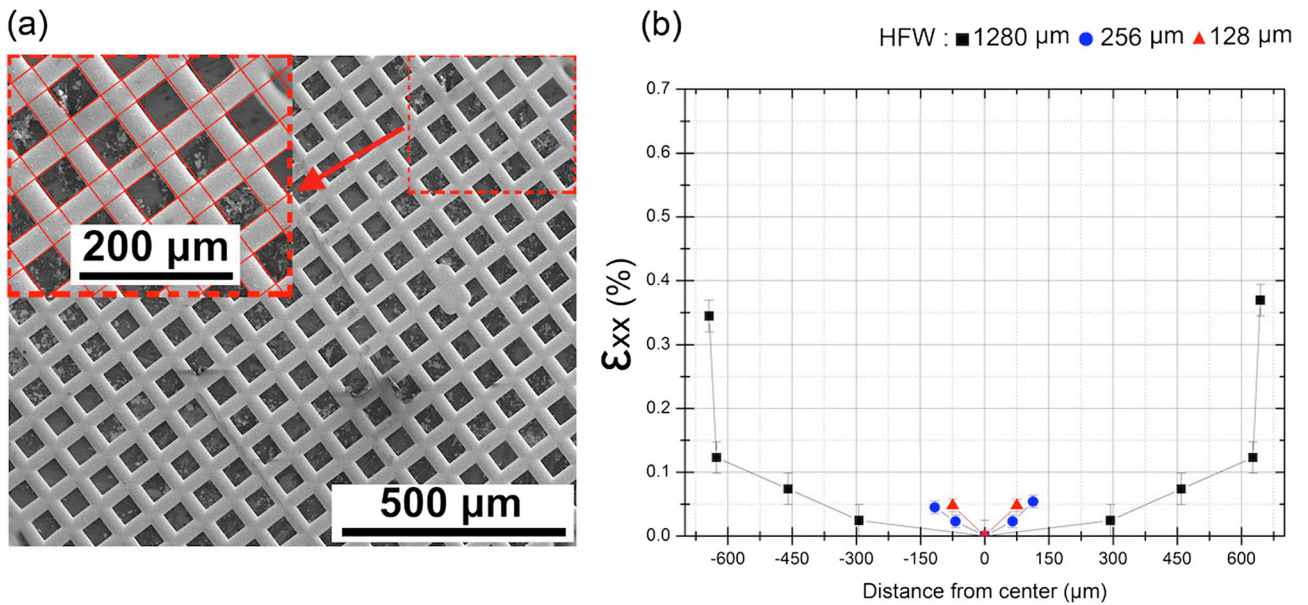 (a)
200 µm
500 µm
(b)
HFW : 1280 µm 256 µm 128 µm
0.7
0.6
0.5
0.4
0.3
0.2
0.1
0.0
εxx (%)
-600 -450 -300 -150 0 150 300 450 600
Distance from center (µm)